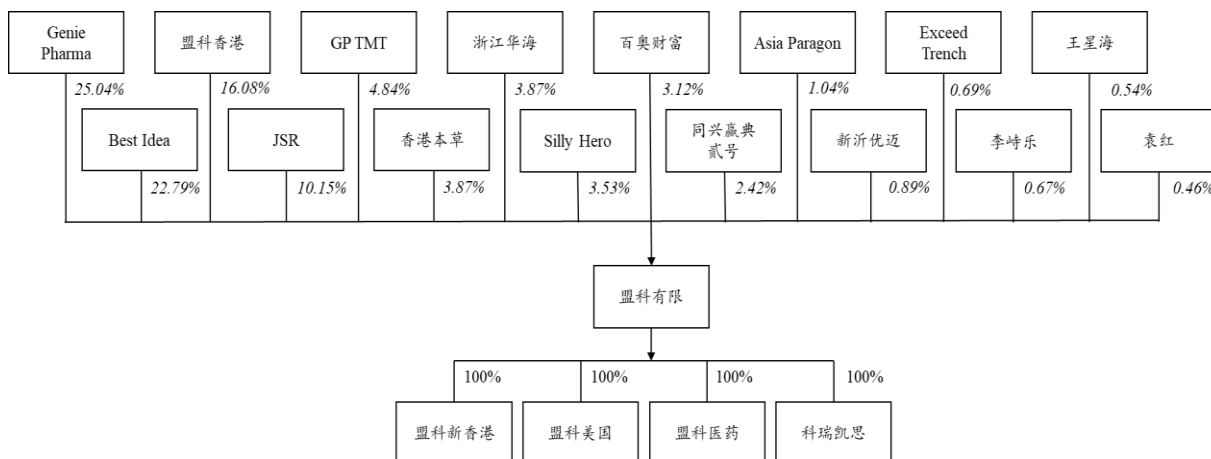 Genie
Pharma
盟科香港
GP TMT
浙江华海
百奥财富
Asia Paragon
Exceed
Trench
王星海
25.04%
16.08%
4.84%
3.87%
3.12%
1.04%
0.69%
0.54%
Best Idea
JSR
香港本草
Silly Hero
同兴赢典
贰号
新沂优迈
李峙乐
袁红
22.79%
10.15%
3.87%
3.53%
2.42%
0.89%
0.67%
0.46%
盟科有限
100%
100%
100%
100%
盟科新香港
盟科美国
盟科医药
科瑞凯思